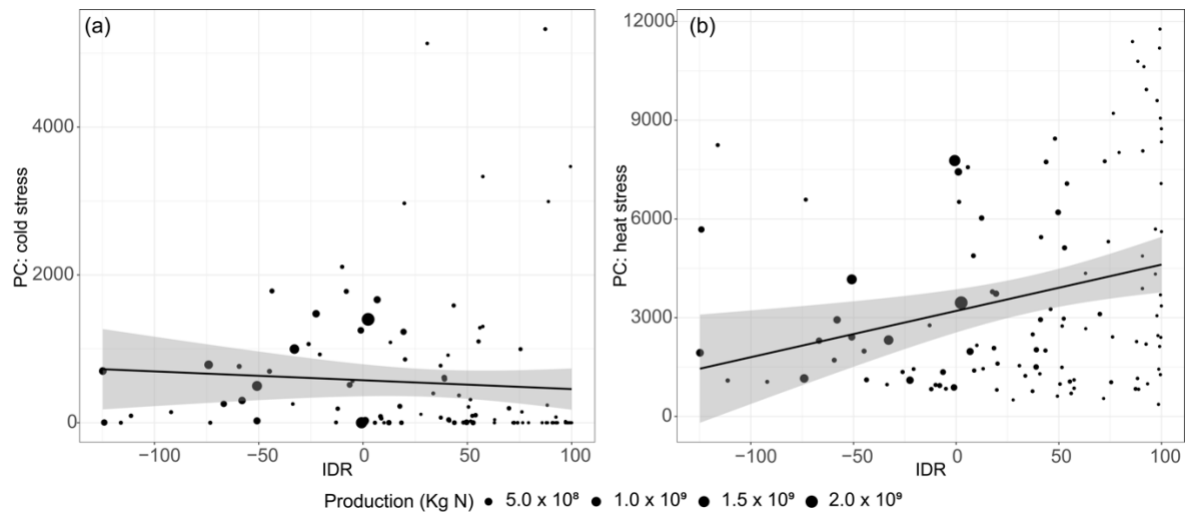 (a)
PC: cold stress
4000
2000
0
−100
−50
0
50
100
IDR
(b)
PC: heat stress
12000
9000
6000
3000
0
−100
−50
0
50
100
IDR
Production (Kg N) 5.0 x 10⁸ 1.0 x 10⁹ 1.5 x 10⁹ 2.0 x 10⁹